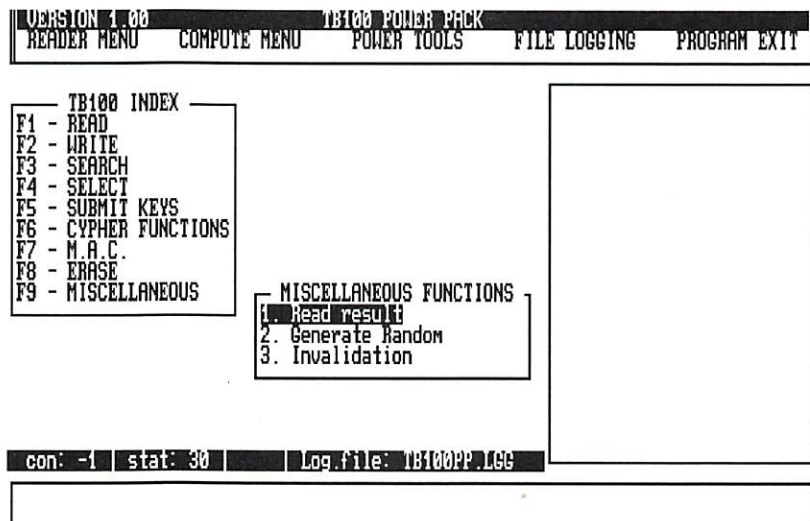 VERSION 1.00 TB100 POWER PACK
READER MENU COMPUTE MENU POWER TOOLS FILE LOGGING PROGRAM EXIT
TB100 INDEX
F1 - READ
F2 - WRITE
F3 - SEARCH
F4 - SELECT
F5 - SUBMIT KEYS
F6 - CYPHER FUNCTIONS
F7 - M.A.C.
F8 - ERASE
F9 - MISCELLANEOUS
MISCELLANEOUS FUNCTIONS
1. Read result
2. Generate Random
3. Invalidation
con: -1 stat: 30 Log.file: TB100PP.LGG